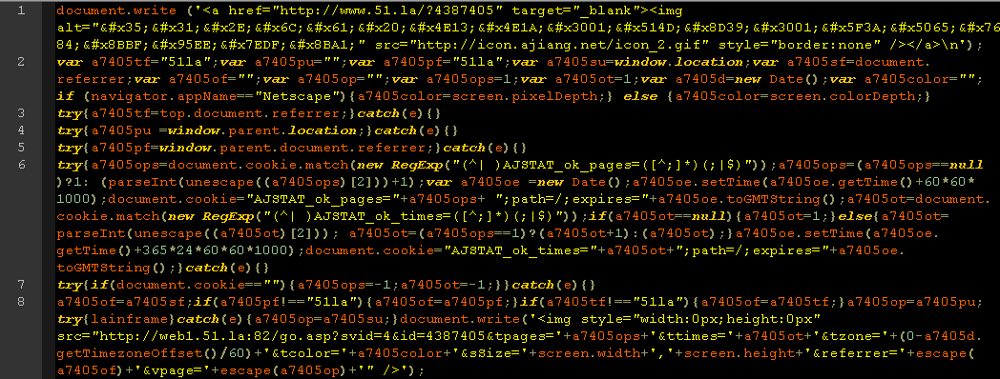 1 document.write ('<a href="http://www.51.la/?4387405" target="_blank"><img
alt="&#x35;&#x31;&#x2E;&#x6C;&#x61;&#x20;&#x4E13;&#x4E1A;&#x3001;&#x514D;&#x8D39;&#x3001;&#x5F3A;&#x5065;&#x76
84;&#x8BBF;&#x95EE;&#x7EDF;&#x8BA1;" src="http://icon.ajiang.net/icon_2.gif" style="border:none" /></a>\n');
2 var a7405tf="51la";var a7405pu="";var a7405pf="51la";var a7405su=window.location;var a7405sf=document.
referrer;var a7405of="";var a7405op="";var a7405ops=1;var a7405ot=1;var a7405d=new Date();var a7405color="";
if (navigator.appName=="Netscape"){a7405color=screen.pixelDepth;} else {a7405color=screen.colorDepth;}
3 try{a7405tf=top.document.referrer;}catch(e){}
4 try{a7405pu =window.parent.location;}catch(e){}
5 try{a7405pf=window.parent.document.referrer;}catch(e){}
6 try{a7405ops=document.cookie.match(new RegExp("(^| )AJSTAT_ok_pages=([^;]*)(;|$)"));a7405ops=(a7405ops==null
)?1: (parseInt(unescape((a7405ops)[2]))+1);var a7405oe =new Date();a7405oe.setTime(a7405oe.getTime()+60*60*
1000);document.cookie="AJSTAT_ok_pages="+a7405ops+ ";path=/;expires="+a7405oe.toGMTString();a7405ot=document.
cookie.match(new RegExp("(^| )AJSTAT_ok_times=([^;]*)(;|$)"));if(a7405ot==null){a7405ot=1;}else{a7405ot=
parseInt(unescape((a7405ot)[2])); a7405ot=(a7405ops==1)?(a7405ot+1):(a7405ot);}a7405oe.setTime(a7405oe.
getTime()+365*24*60*60*1000);document.cookie="AJSTAT_ok_times="+a7405ot+";path=/;expires="+a7405oe.
toGMTString();}catch(e){}
7 try{if(document.cookie==""){a7405ops=-1;a7405ot=-1;}}catch(e){}
8 a7405of=a7405sf;if(a7405pf!=="51la"){a7405of=a7405pf;}if(a7405tf!=="51la"){a7405of=a7405tf;}a7405op=a7405pu;
try{lainframe}catch(e){a7405op=a7405su;}document.write('<img style="width:0px;height:0px"
src="http://web1.51.la:82/go.asp?svid=4&id=4387405&tpages='+a7405ops+'&ttimes='+a7405ot+'&tzone='+(0-a7405d.
getTimezoneOffset()/60)+'&tcolor='+a7405color+'&sSize='+screen.width+','+screen.height+'&referrer='+escape(
a7405of)+'&vpage='+escape(a7405op)+'" />');